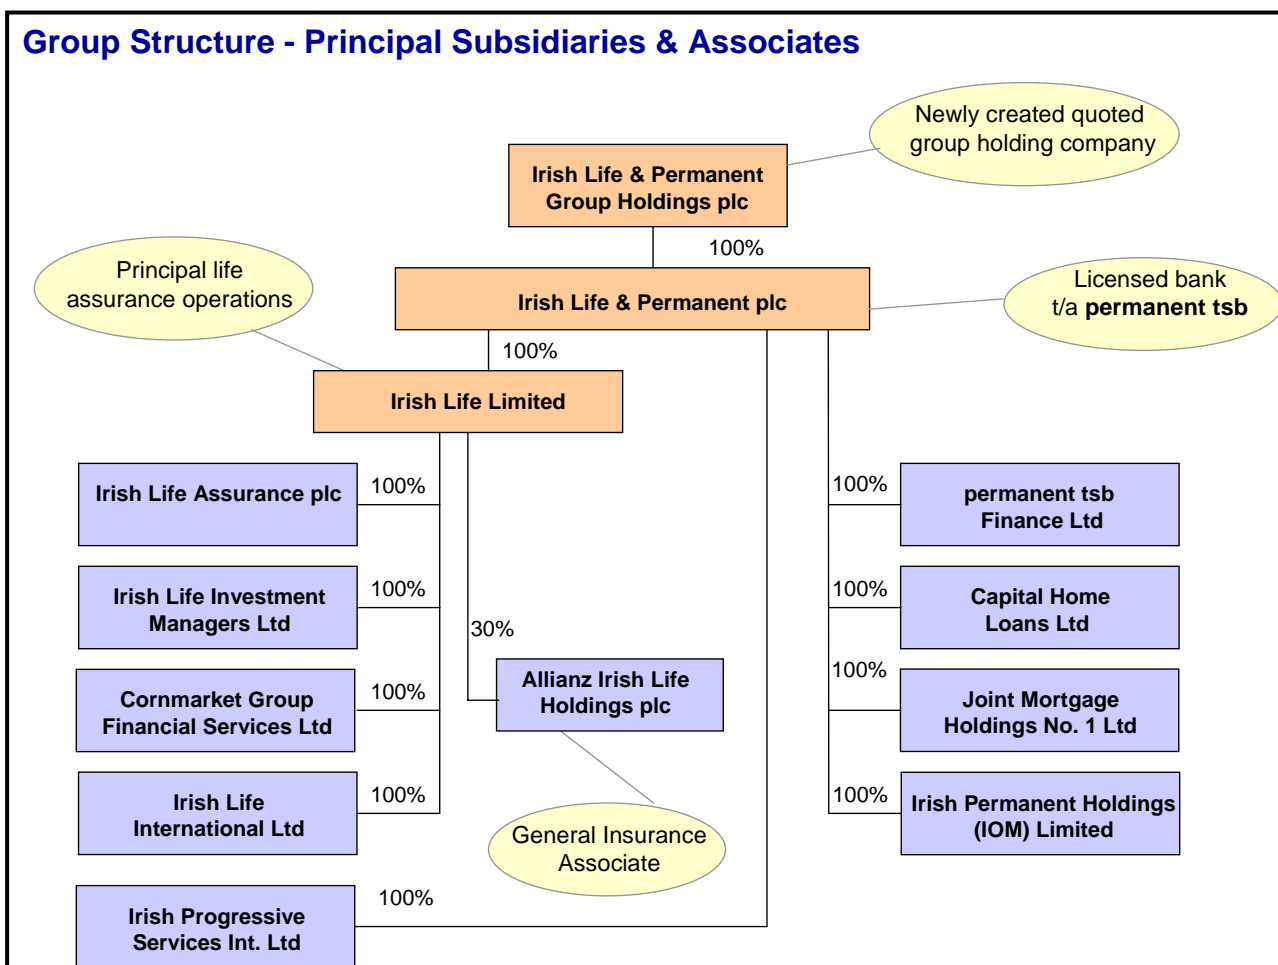 Group Structure - Principal Subsidiaries & Associates
Newly created quoted
group holding company
Irish Life & Permanent
Group Holdings plc
100%
Principal life
assurance operations
Irish Life & Permanent plc
Licensed bank
t/a permanent tsb
100%
Irish Life Limited
Irish Life Assurance plc
100%
100%
permanent tsb
Finance Ltd
Irish Life Investment
Managers Ltd
100%
100%
Capital Home
Loans Ltd
30%
Cornmarket Group
Financial Services Ltd
100%
Allianz Irish Life
Holdings plc
100%
Joint Mortgage
Holdings No. 1 Ltd
Irish Life
International Ltd
100%
100%
Irish Permanent Holdings
(IOM) Limited
General Insurance
Associate
Irish Progressive
Services Int. Ltd
100%